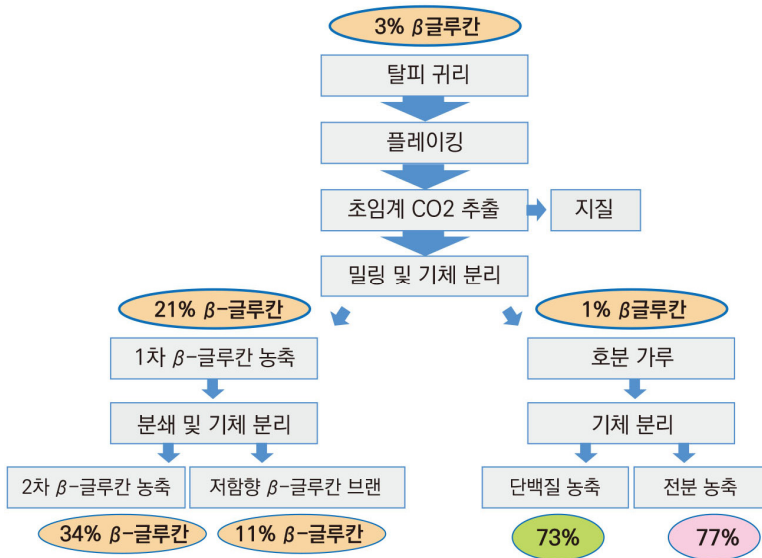 3% β글루칸
탈피 귀리
플레이킹
초임계 CO2 추출
지질
밀링 및 기체 분리
21% β-글루칸
1% β글루칸
1차 β-글루칸 농축
호분 가루
분쇄 및 기체 분리
기체 분리
2차 β-글루칸 농축
저함향 β-글루칸 브랜
단백질 농축
전분 농축
34% β-글루칸
11% β-글루칸
73%
77%